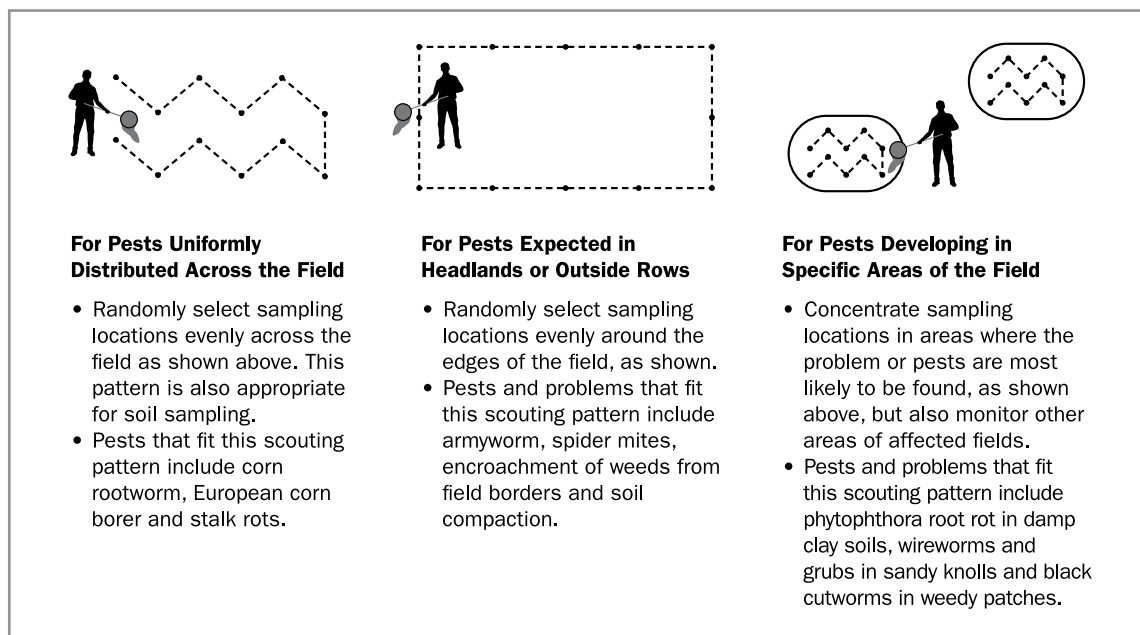 For Pests Uniformly
Distributed Across the Field
• Randomly select sampling
locations evenly across the
field as shown above. This
pattern is also appropriate
for soil sampling.
• Pests that fit this scouting
pattern include corn
rootworm, European corn
borer and stalk rots.
For Pests Expected in
Headlands or Outside Rows
• Randomly select sampling
locations evenly around the
edges of the field, as shown.
• Pests and problems that fit
this scouting pattern include
armyworm, spider mites,
encroachment of weeds from
field borders and soil
compaction.
For Pests Developing in
Specific Areas of the Field
• Concentrate sampling
locations in areas where the
problem or pests are most
likely to be found, as shown
above, but also monitor other
areas of affected fields.
• Pests and problems that fit
this scouting pattern include
phytophthora root rot in damp
clay soils, wireworms and
grubs in sandy knolls and black
cutworms in weedy patches.